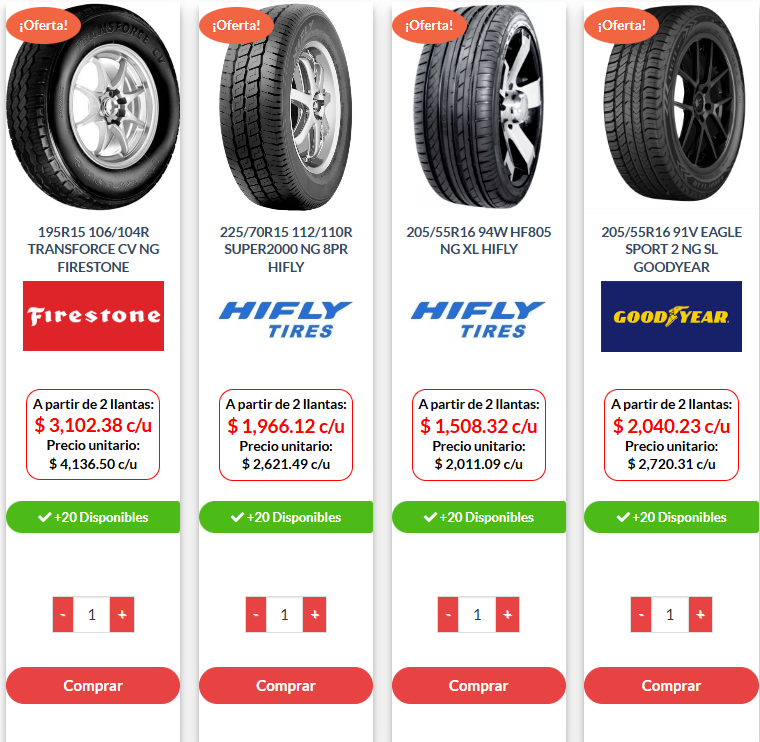 ¡Oferta!
195R15 106/104R
TRANSFORCE CV NG
FIRESTONE
Firestone
A partir de 2 llantas:
$ 3,102.38 c/u
Precio unitario:
$ 4,136.50 c/u
+20 Disponibles
- 1 +
Comprar
¡Oferta!
225/70R15 112/110R
SUPER2000 NG 8PR
HIFLY
HIFLY
TIRES
A partir de 2 llantas:
$ 1,966.12 c/u
Precio unitario:
$ 2,621.49 c/u
+20 Disponibles
- 1 +
Comprar
¡Oferta!
205/55R16 94W HF805
NG XL HIFLY
HIFLY
TIRES
A partir de 2 llantas:
$ 1,508.32 c/u
Precio unitario:
$ 2,011.09 c/u
+20 Disponibles
- 1 +
Comprar
¡Oferta!
205/55R16 91V EAGLE
SPORT 2 NG SL
GOODYEAR
GOODYEAR
A partir de 2 llantas:
$ 2,040.23 c/u
Precio unitario:
$ 2,720.31 c/u
+20 Disponibles
- 1 +
Comprar